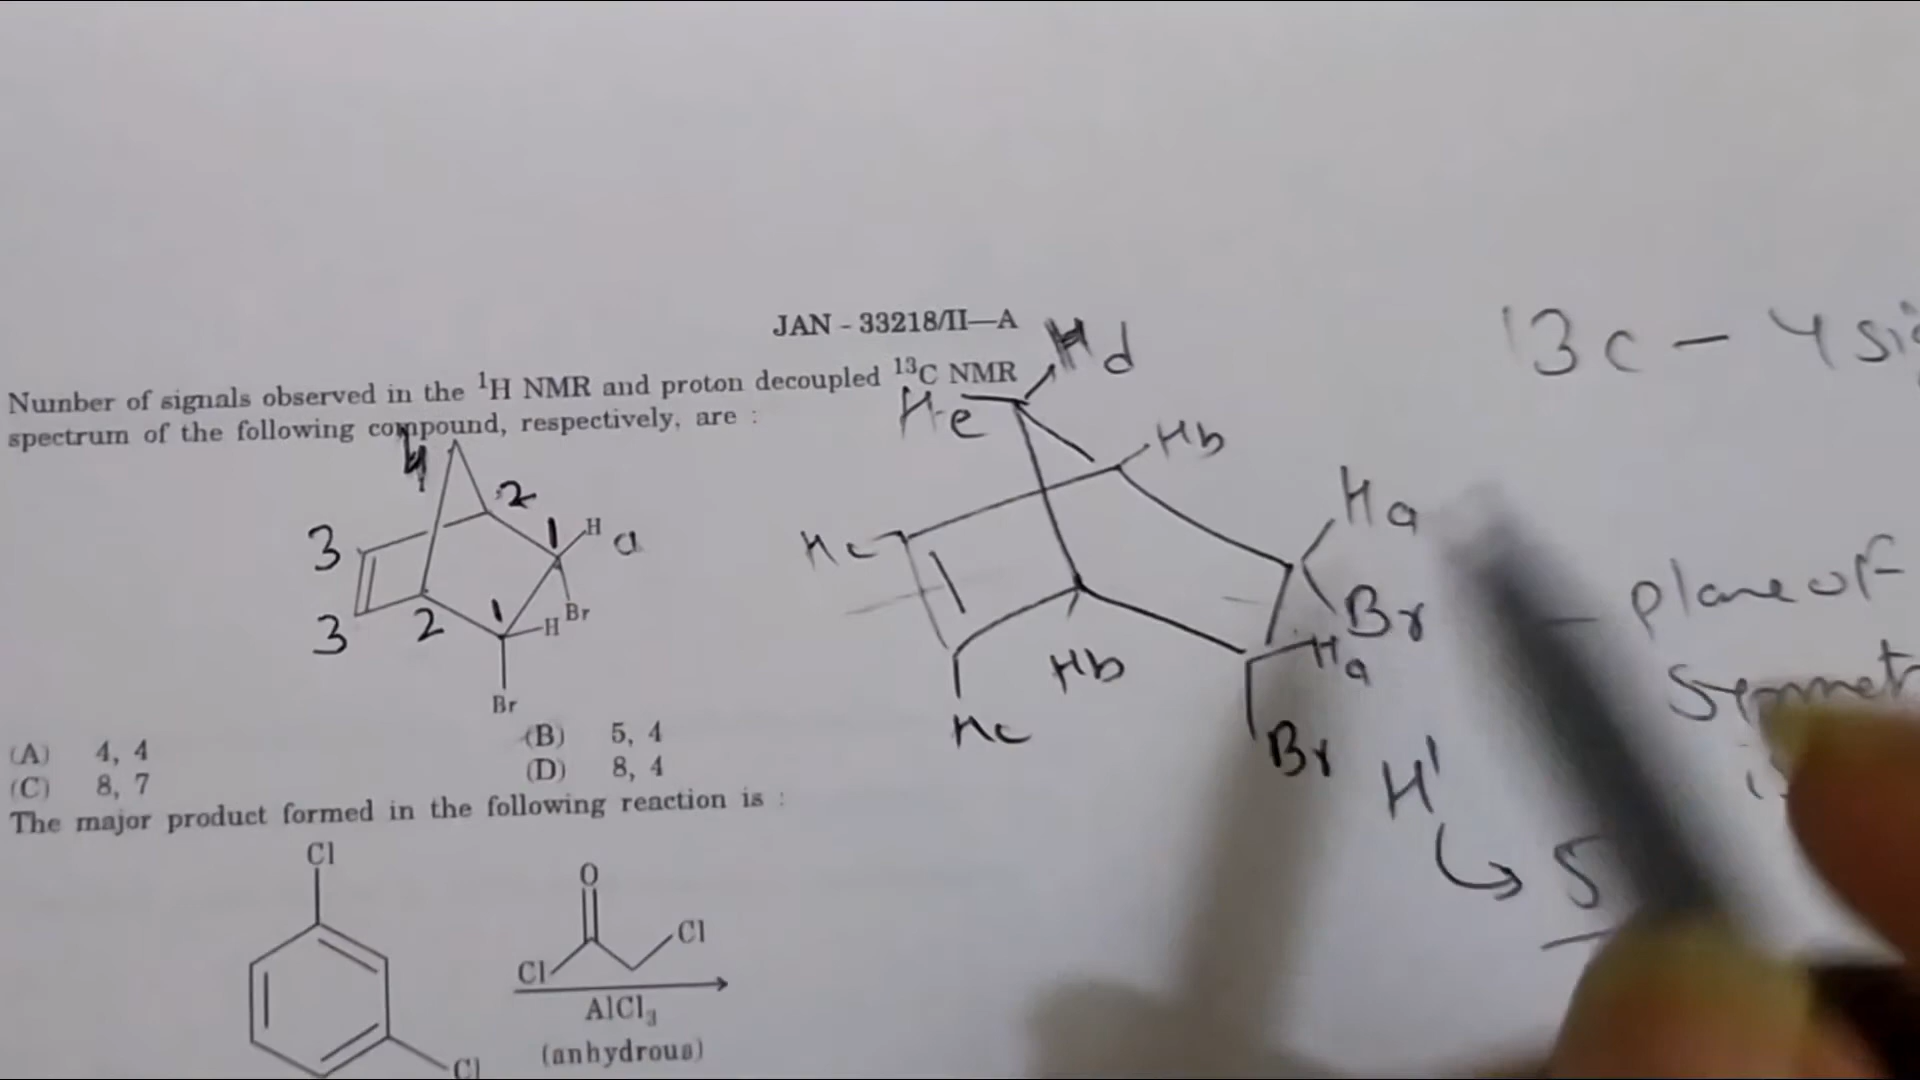 JAN - 33218/II—A
Number of signals observed in the ¹H NMR and proton decoupled ¹³C NMR
spectrum of the following compound, respectively, are :
4
2
3
1
H
a
3
2
1
H
Br
Br
(A) 4, 4
(B) 5, 4
(C) 8, 7
(D) 8, 4
The major product formed in the following reaction is :
Cl
O
Cl
Cl
AlCl₃
(anhydrous)
Cl
Hd
He
Hb
Ha
Hc
Br
Ha
Hb
Hc
Br
13C - 4
- plane of
H'
5